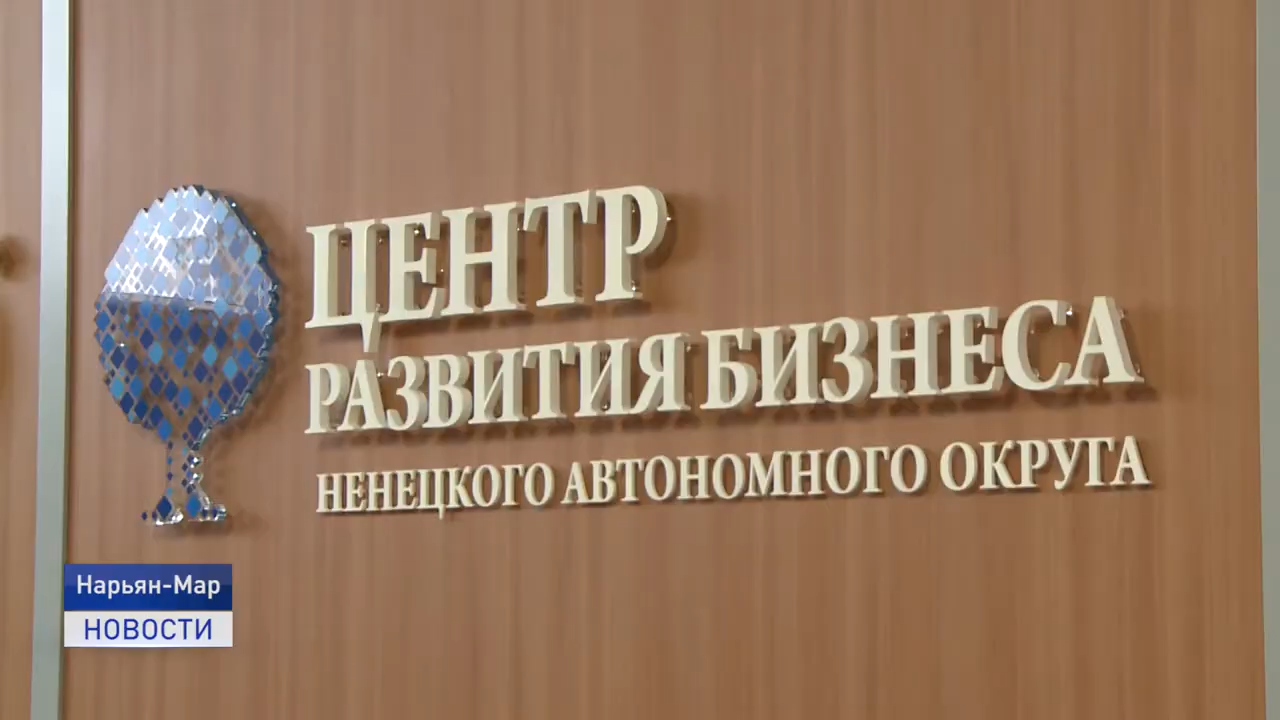 ЦЕНТР
РАЗВИТИЯ БИЗНЕСА
НЕНЕЦКОГО АВТОНОМНОГО ОКРУГА
Нарьян-Мар
НОВОСТИ